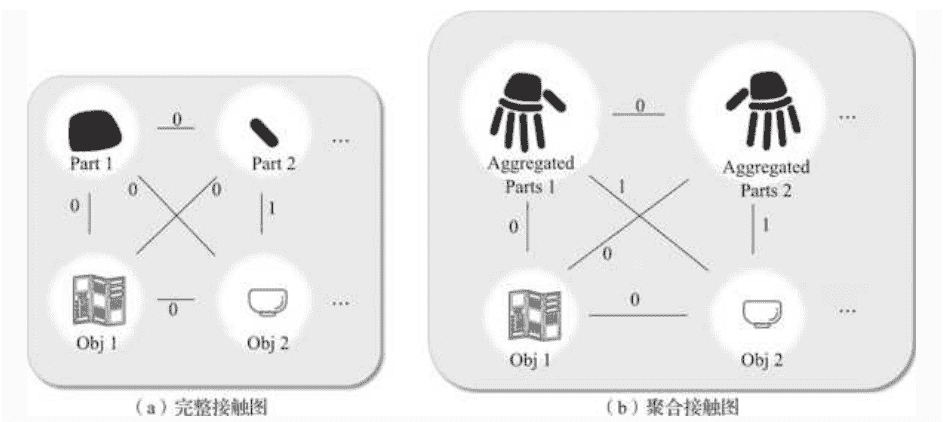 0
Part 1
Part 2
...
0
0
0
1
0
Obj 1
Obj 2
...
(a)完整接触图
0
Aggregated
Parts 1
Aggregated
Parts 2
...
0
1
0
1
0
Obj 1
Obj 2
...
(b)聚合接触图